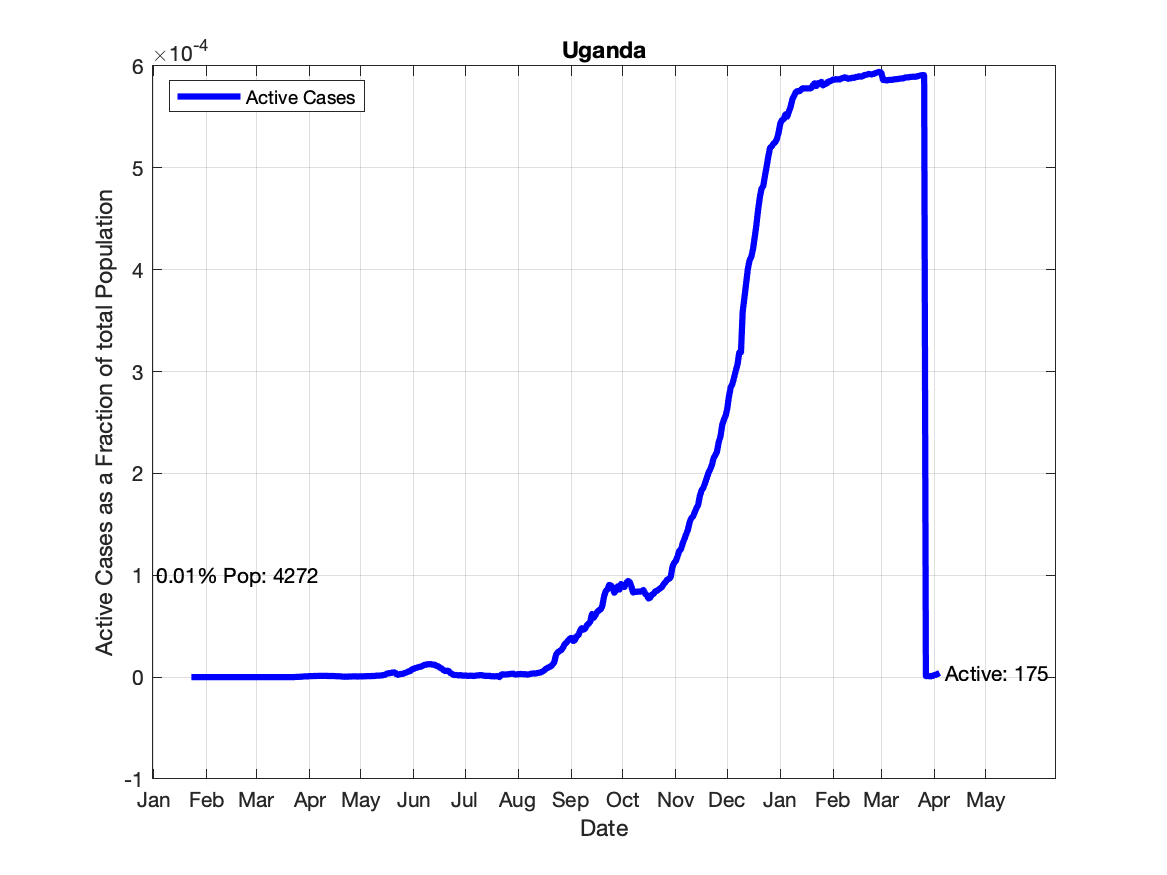 Uganda
×10-4
Active Cases
6
5
4
3
2
1
0
-1
0.01% Pop: 4272
Active: 175
Active Cases as a Fraction of total Population
Jan Feb Mar Apr May Jun Jul Aug Sep Oct Nov Dec Jan Feb Mar Apr May
Date